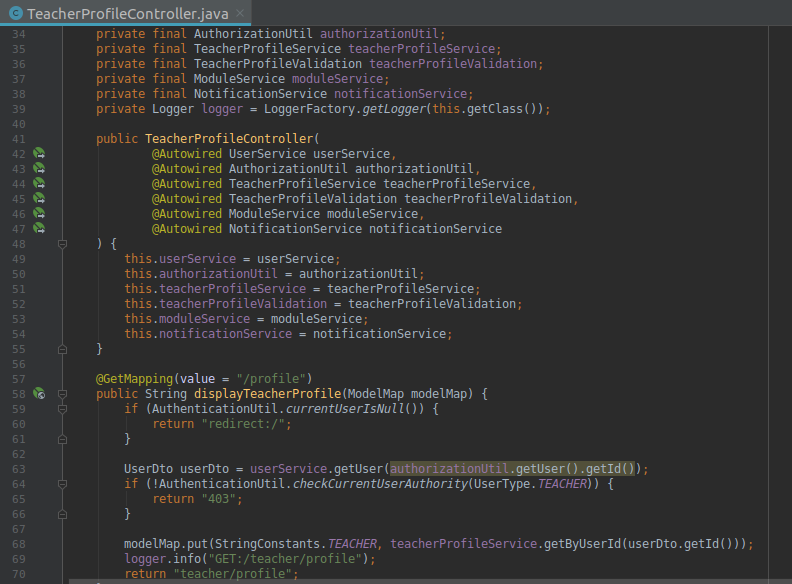 TeacherProfileController.java
34 private final AuthorizationUtil authorizationUtil;
35 private final TeacherProfileService teacherProfileService;
36 private final TeacherProfileValidation teacherProfileValidation;
37 private final ModuleService moduleService;
38 private final NotificationService notificationService;
39 private Logger logger = LoggerFactory.getLogger(this.getClass());
40
41 public TeacherProfileController(
42 @Autowired UserService userService,
43 @Autowired AuthorizationUtil authorizationUtil,
44 @Autowired TeacherProfileService teacherProfileService,
45 @Autowired TeacherProfileValidation teacherProfileValidation,
46 @Autowired ModuleService moduleService,
47 @Autowired NotificationService notificationService
48 ) {
49 this.userService = userService;
50 this.authorizationUtil = authorizationUtil;
51 this.teacherProfileService = teacherProfileService;
52 this.teacherProfileValidation = teacherProfileValidation;
53 this.moduleService = moduleService;
54 this.notificationService = notificationService;
55 }
56
57 @GetMapping(value = "/profile")
58 public String displayTeacherProfile(ModelMap modelMap) {
59 if (AuthenticationUtil.currentUserIsNull()) {
60 return "redirect:/";
61 }
62
63 UserDto userDto = userService.getUser(authorizationUtil.getUser().getId());
64 if (!AuthenticationUtil.checkCurrentUserAuthority(UserType.TEACHER)) {
65 return "403";
66 }
67
68 modelMap.put(StringConstants.TEACHER, teacherProfileService.getByUserId(userDto.getId()));
69 logger.info("GET:/teacher/profile");
70 return "teacher/profile";